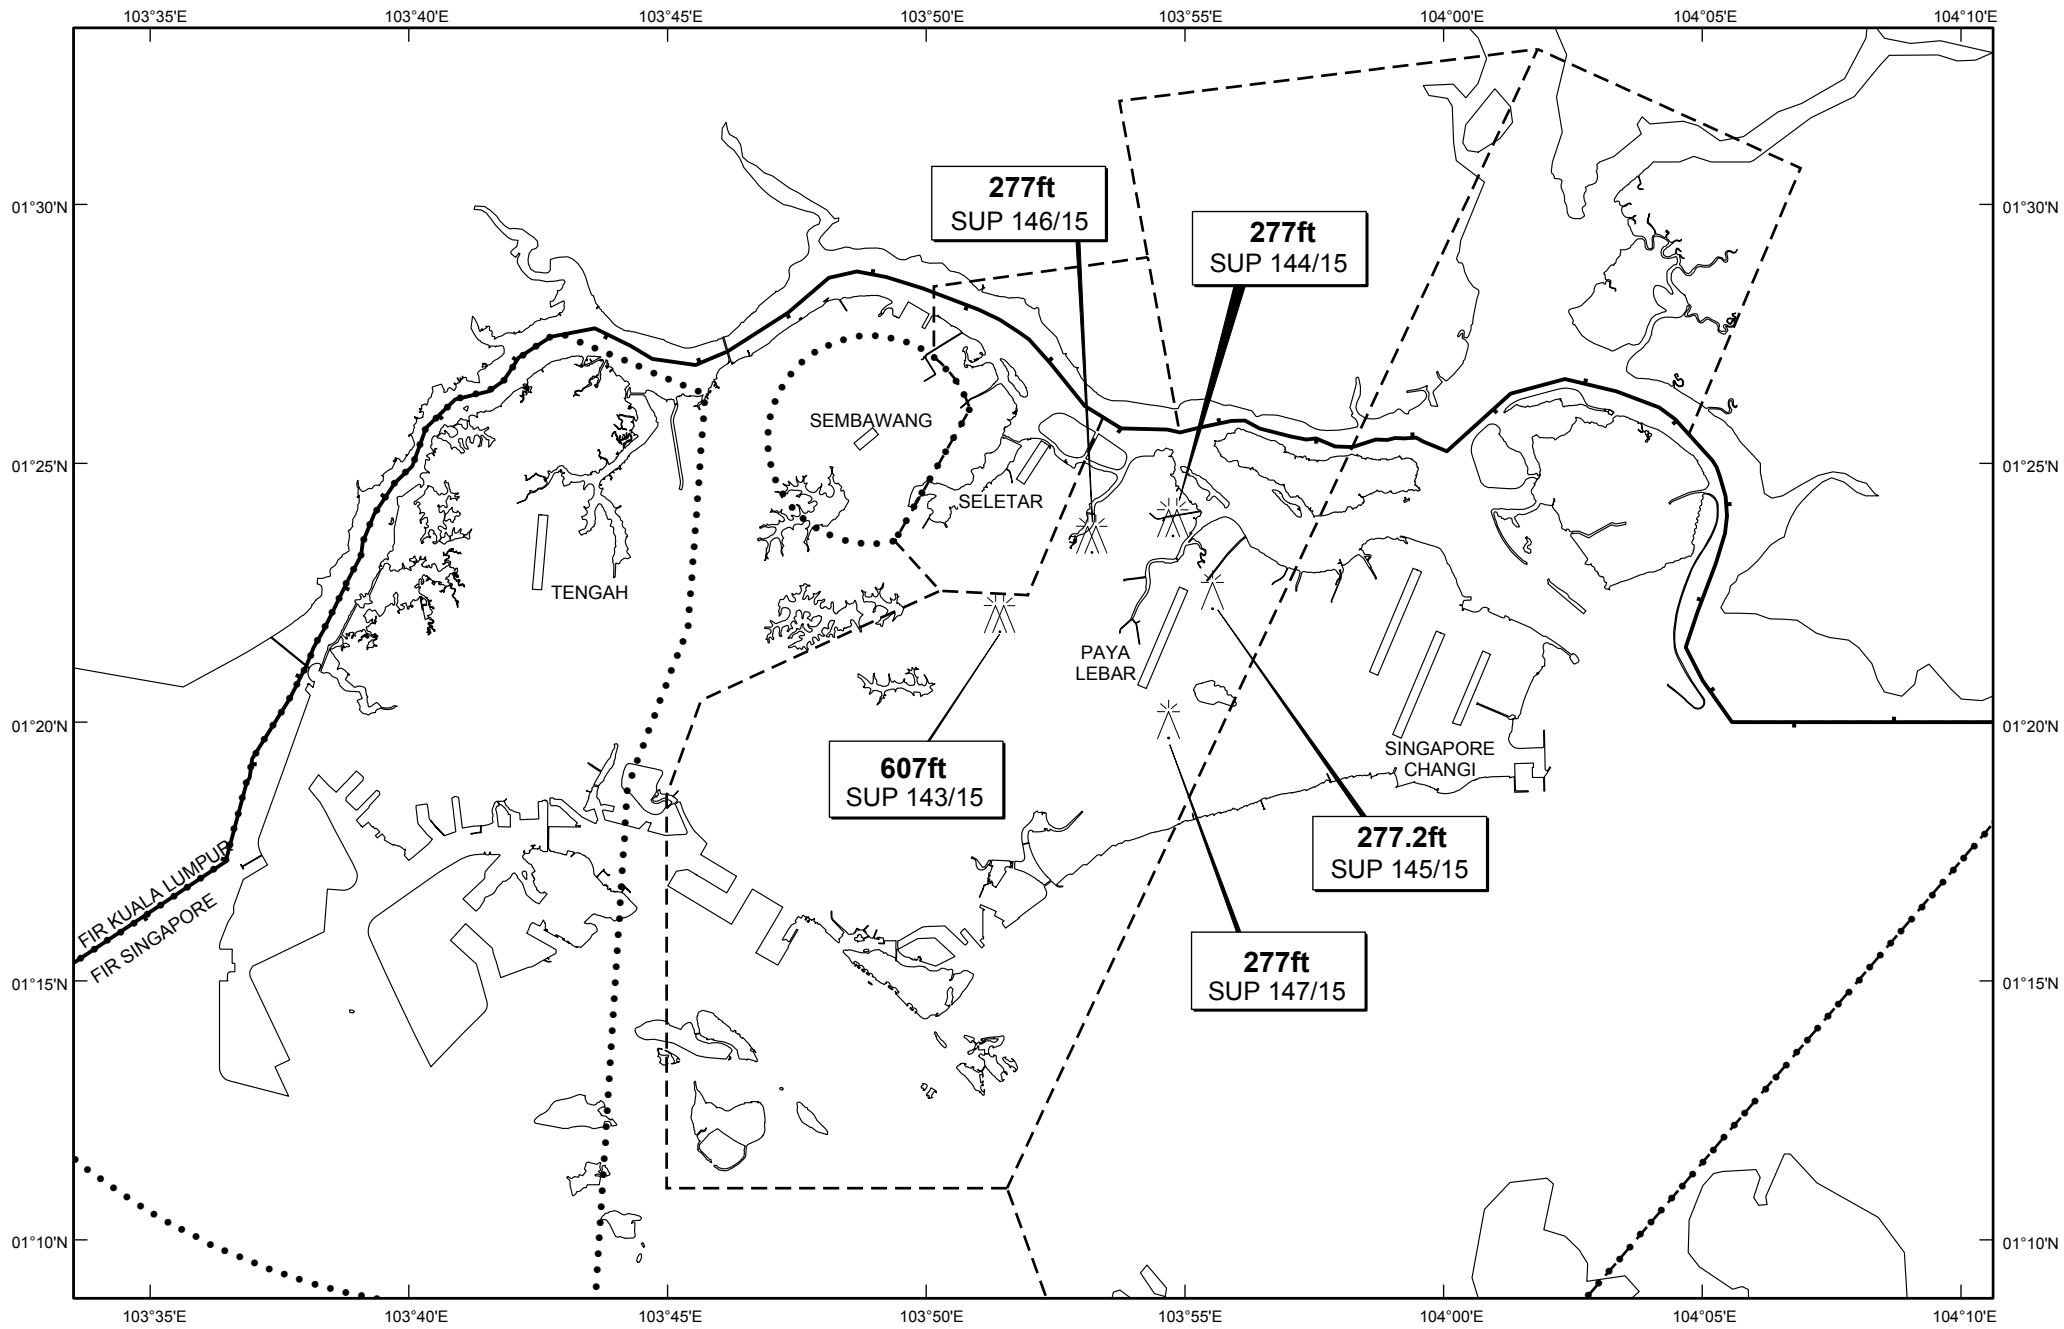 103°35'E
103°40'E
103°45'E
103°50'E
103°55'E
104°00'E
104°05'E
104°10'E
01°30'N
01°30'N
277ft
SUP 146/15
277ft
SUP 144/15
SEMBAWANG
01°25'N
01°25'N
SELETAR
TENGAH
PAYA
LEBAR
01°20'N
01°20'N
SINGAPORE
CHANGI
607ft
SUP 143/15
277.2ft
SUP 145/15
FIR KUALA LUMPUR
FIR SINGAPORE
277ft
SUP 147/15
01°15'N
01°15'N
01°10'N
01°10'N
103°35'E
103°40'E
103°45'E
103°50'E
103°55'E
104°00'E
104°05'E
104°10'E